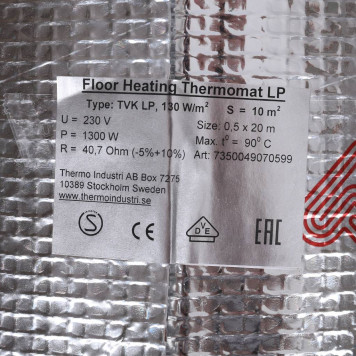 Floor Heating Thermomat LP
Type: TVK LP, 130 W/m² S = 10 m²
U = 230 V Size: 0,5 x 20 m
P = 1300 W Max. t⁰ = 90⁰ C
R = 40,7 Ohm (-5%+10%) Art: 7350049070599
Thermo Industri AB Box 7275
10389 Stockholm Sweden
www.thermoindustri.se
S CE VDE EAC